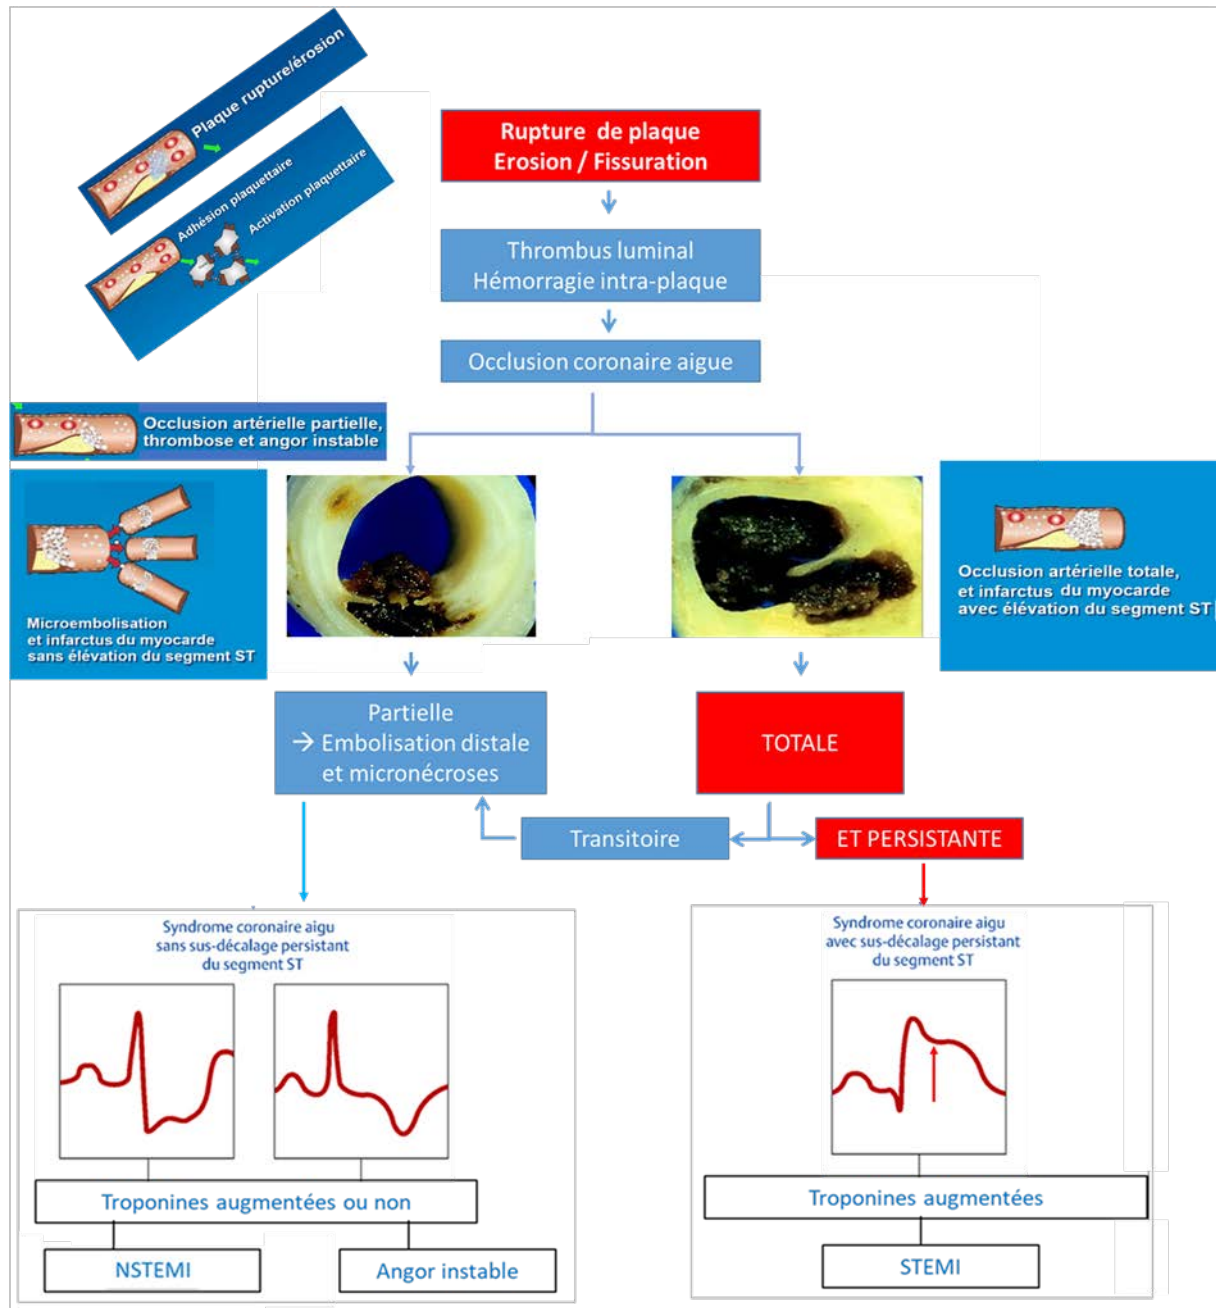 Plaque rupture/érosion
Adhésion plaquettaire
Activation plaquettaire
Rupture de plaque
Erosion / Fissuration
Thrombus luminal
Hémorragie intra-plaque
Occlusion coronaire aigue
Occlusion artérielle partielle,
thrombose et angor instable
Microembolisation
et infarctus du myocarde
sans élévation du segment ST
Occlusion artérielle totale,
et infarctus du myocarde
avec élévation du segment ST
Partielle
→ Embolisation distale
et micronécroses
TOTALE
Transitoire
ET PERSISTANTE
Syndrome coronaire aigu
sans sus-décalage persistant
du segment ST
Syndrome coronaire aigu
avec sus-décalage persistant
du segment ST
Troponines augmentées ou non
Troponines augmentées
NSTEMI
Angor instable
STEMI